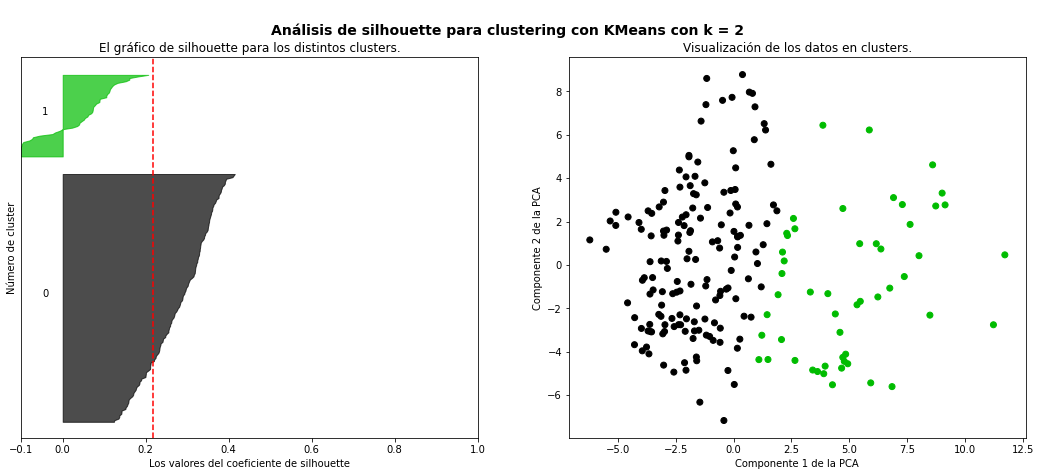 Análisis de silhouette para clustering con KMeans con k = 2
El gráfico de silhouette para los distintos clusters.
Número de cluster
1
0
−0.1 0.0 0.2 0.4 0.6 0.8 1.0
Los valores del coeficiente de silhouette
Visualización de los datos en clusters.
Componente 2 de la PCA
8
6
4
2
0
−2
−4
−6
−5.0 −2.5 0.0 2.5 5.0 7.5 10.0 12.5
Componente 1 de la PCA